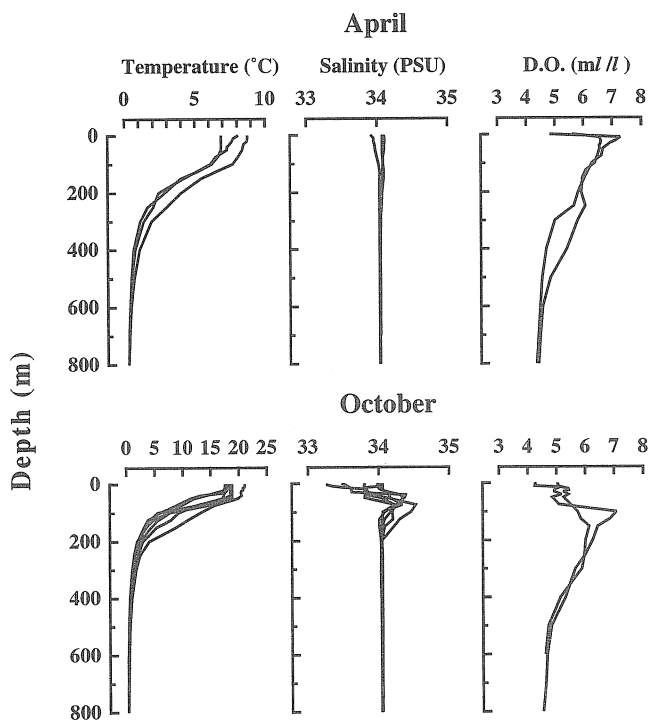 April
Temperature (˚C) Salinity (PSU) D.O. (ml /l )
0 5 10 33 34 35 3 4 5 6 7 8
0
200
400
600
800
Depth (m)
October
0 5 10 15 20 25 33 34 35 3 4 5 6 7 8
0
200
400
600
800